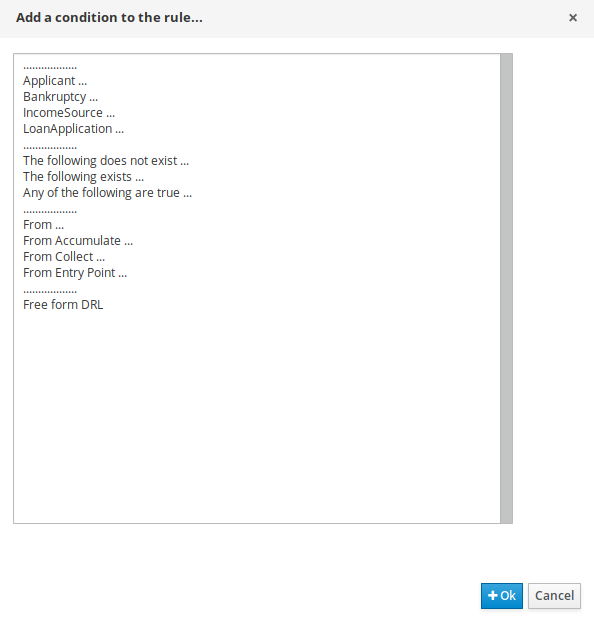 Add a condition to the rule...
×
..................
Applicant ...
Bankruptcy ...
IncomeSource ...
LoanApplication ...
..................
The following does not exist ...
The following exists ...
Any of the following are true ...
..................
From ...
From Accumulate ...
From Collect ...
From Entry Point ...
..................
Free form DRL
+ Ok
Cancel